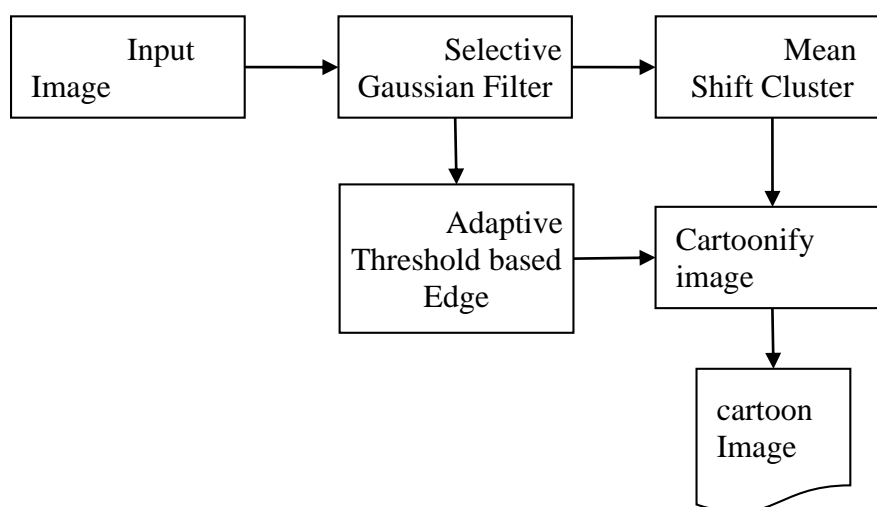 Input
Image
Selective
Gaussian Filter
Mean
Shift Cluster
Adaptive
Threshold based
Edge
Cartoonify
image
cartoon
Image